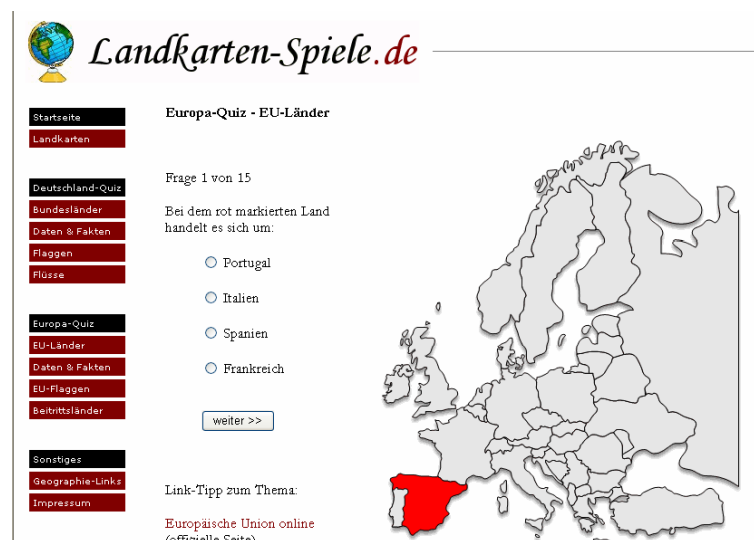 Landkarten-Spiele.de
Startseite
Landkarten
Deutschland-Quiz
Bundesländer
Daten & Fakten
Flaggen
Flüsse
Europa-Quiz
EU-Länder
Daten & Fakten
EU-Flaggen
Beitrittsländer
Sonstiges
Geographie-Links
Impressum
Europa-Quiz - EU-Länder
Frage 1 von 15
Bei dem rot markierten Land
handelt es sich um:
Portugal
Italien
Spanien
Frankreich
weiter >>
Link-Tipp zum Thema:
Europäische Union online
(offizielle Seite)